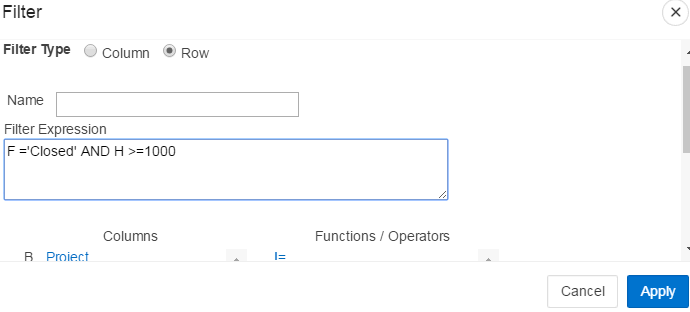 Filter
Filter Type Column Row
Name
Filter Expression
F ='Closed' AND H >=1000
Columns Functions / Operators
B Project !=
Cancel Apply